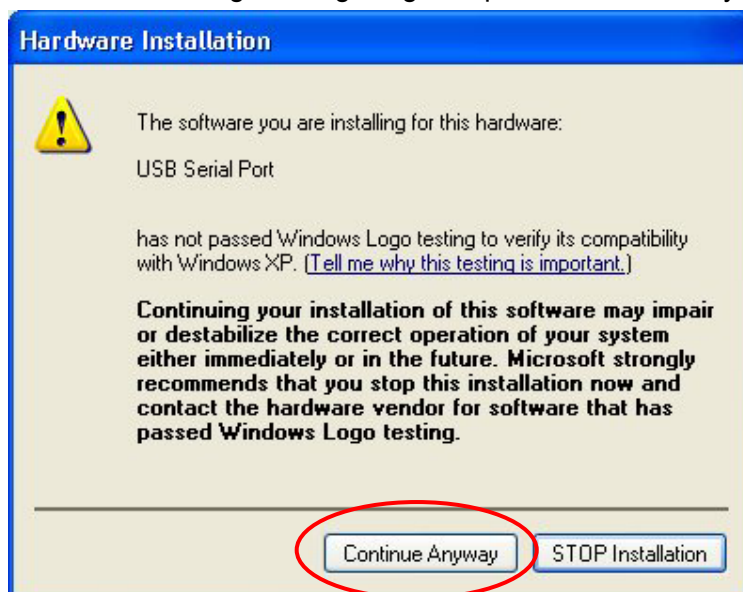 Hardware Installation
The software you are installing for this hardware:
USB Serial Port
has not passed Windows Logo testing to verify its compatibility
with Windows XP. (Tell me why this testing is important.)
Continuing your installation of this software may impair
or destabilize the correct operation of your system
either immediately or in the future. Microsoft strongly
recommends that you stop this installation now and
contact the hardware vendor for software that has
passed Windows Logo testing.
Continue Anyway STOP Installation